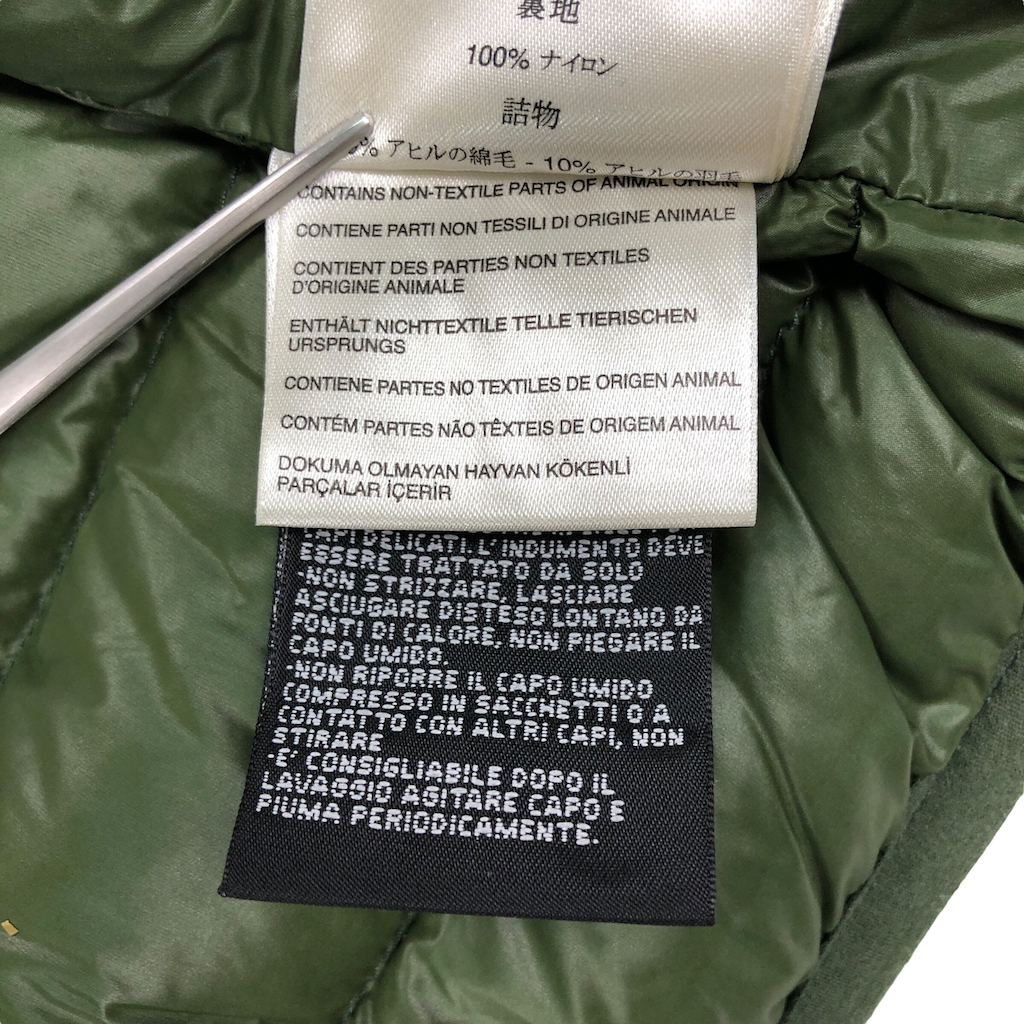 裏地
100% ナイロン
詰物
% アヒルの綿毛 - 10% アヒルの羽毛
CONTAINS NON-TEXTILE PARTS OF ANIMAL ORIGIN
CONTIENE PARTI NON TESSILI DI ORIGINE ANIMALE
CONTIENT DES PARTIES NON TEXTILES
D'ORIGINE ANIMALE
ENTHÄLT NICHTTEXTILE TELLE TIERISCHEN
URSPRUNGS
CONTIENE PARTES NO TEXTILES DE ORIGEN ANIMAL
CONTÉM PARTES NÃO TÊXTEIS DE ORIGEM ANIMAL
DOKUMA OLMAYAN HAYVAN KÖKENLİ
PARÇALAR İÇERİR
CAPI DELICATI. L'INDUMENTO DEVE
ESSERE TRATTATO DA SOLO
-NON STRIZZARE, LASCIARE
ASCIUGARE DISTESO LONTANO DA
FONTI DI CALORE, NON PIEGARE IL
CAPO UMIDO.
-NON RIPORRE IL CAPO UMIDO
COMPRESSO IN SACCHETTI O A
CONTATTO CON ALTRI CAPI, NON
STIRARE
-E' CONSIGLIABILE DOPO IL
LAVAGGIO AGITARE CAPO E
PIUMA PERIODICAMENTE.